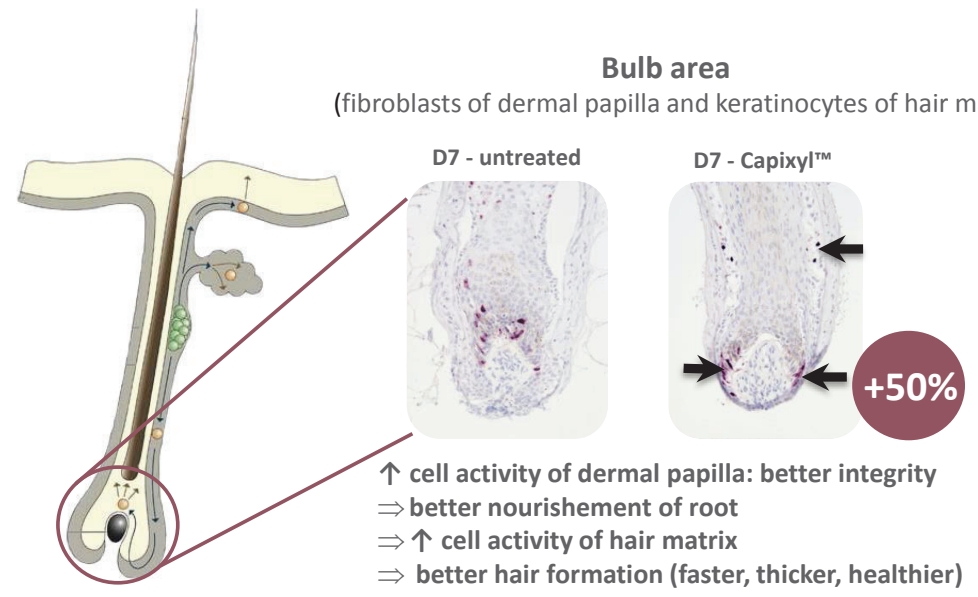 Bulb area
(fibroblasts of dermal papilla and keratinocytes of hair m
D7 - untreated
D7 - Capixyl™
+50%
↑ cell activity of dermal papilla: better integrity
⇒ better nourishement of root
⇒ ↑ cell activity of hair matrix
⇒ better hair formation (faster, thicker, healthier)